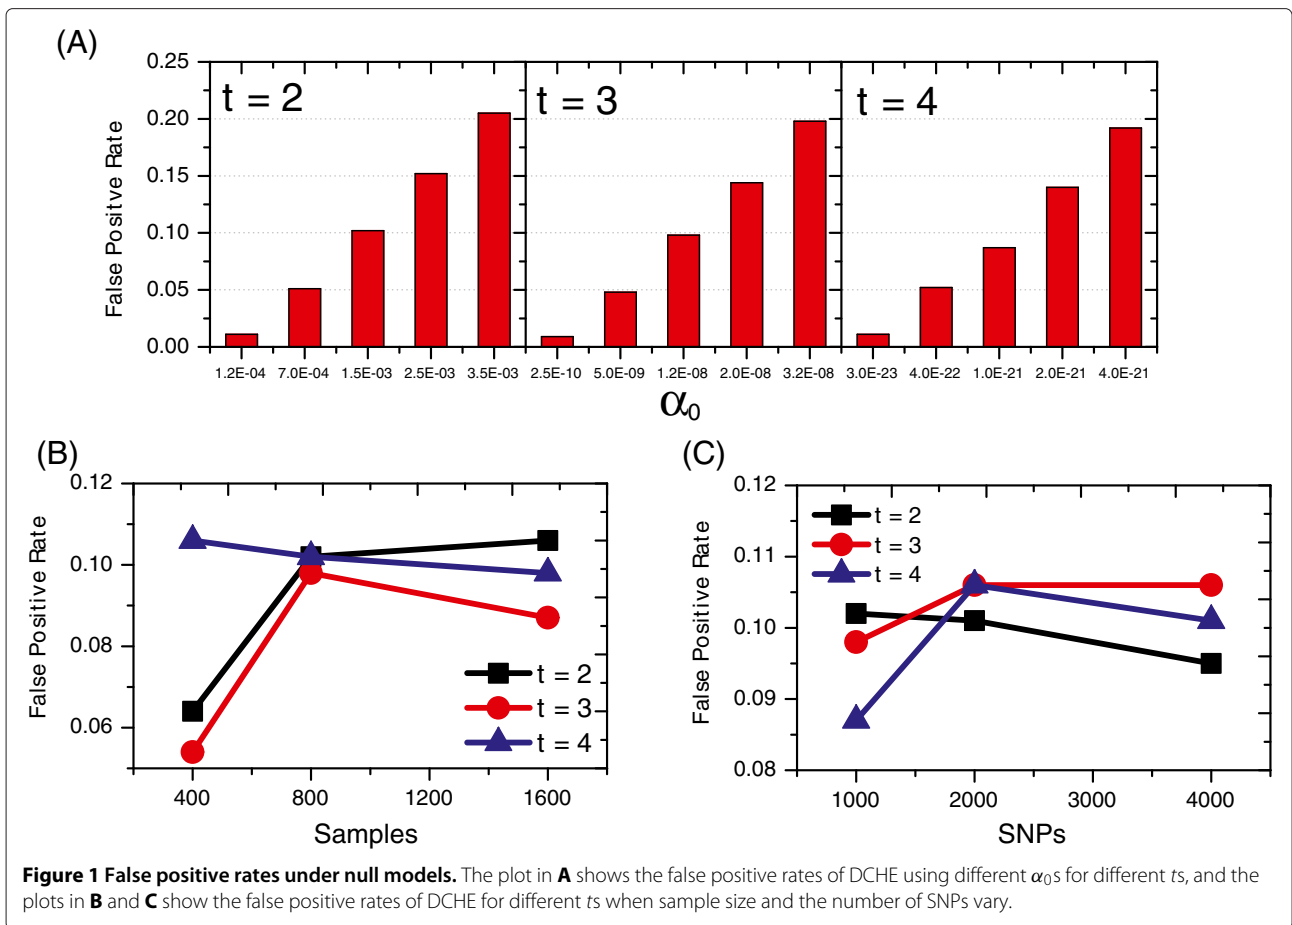 (A)
False Positive Rate
0.25
0.20
0.15
0.10
0.05
0.00
t = 2
t = 3
t = 4
1.2E-04 7.0E-04 1.5E-03 2.5E-03 3.5E-03 2.5E-10 5.0E-09 1.2E-08 2.0E-08 3.2E-08 3.0E-23 4.0E-22 1.0E-21 2.0E-21 4.0E-21
α₀
(B)
False Positive Rate
0.12
0.10
0.08
0.06
t = 2
t = 3
t = 4
400 800 1200 1600
Samples
(C)
False Positive Rate
0.12
0.11
0.10
0.09
0.08
t = 2
t = 3
t = 4
1000 2000 3000 4000
SNPs
Figure 1 False positive rates under null models. The plot in A shows the false positive rates of DCHE using different α₀s for different ts, and the
plots in B and C show the false positive rates of DCHE for different ts when sample size and the number of SNPs vary.